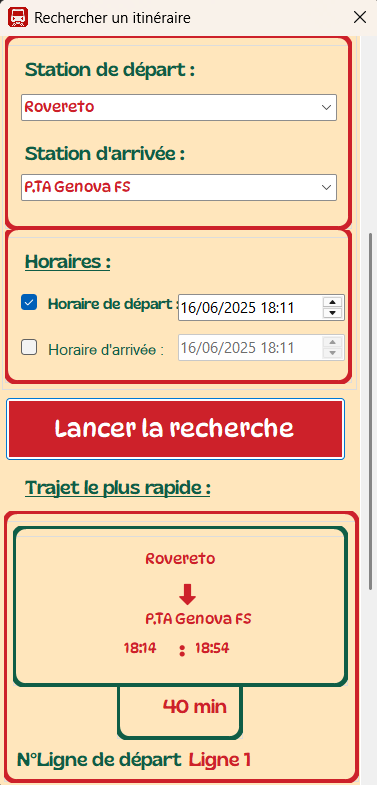 Rechercher un itinéraire
Station de départ :
Rovereto
Station d'arrivée :
P.TA Genova FS
Horaires :
Horaire de départ : 16/06/2025 18:11
Horaire d'arrivée : 16/06/2025 18:11
Lancer la recherche
Trajet le plus rapide :
Rovereto
P.TA Genova FS
18:14 : 18:54
40 min
N°Ligne de départ Ligne 1